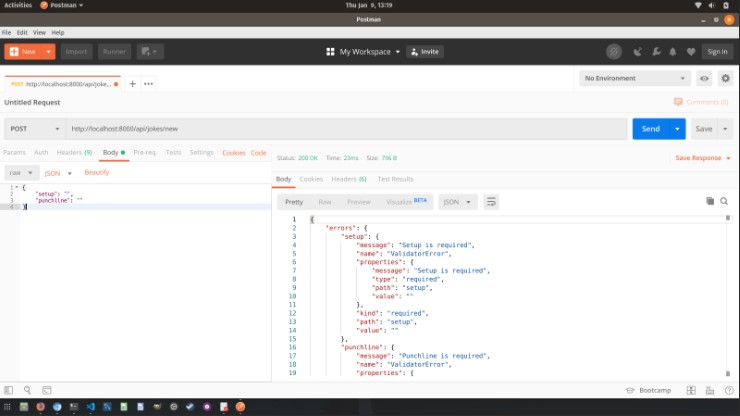 Activities Postman Thu Jan 9, 13:19
Postman
File Edit View Help
New Import Runner My Workspace Invite Sign In
POST http://localhost:8000/api/joke... + ••• No Environment
Untitled Request Comments (0)
POST http://localhost:8000/api/jokes/new Send Save
Params Auth Headers (9) Body Pre-req. Tests Settings Cookies Code
Status: 200 OK Time: 23ms Size: 796 B Save Response
raw JSON Beautify
Body Cookies Headers (6) Test Results
Pretty Raw Preview Visualize BETA JSON
1 {
2 "setup": "",
3 "punchline": ""
4 }
1 {
2 "errors": {
3 "setup": {
4 "message": "Setup is required",
5 "name": "ValidatorError",
6 "properties": {
7 "message": "Setup is required",
8 "type": "required",
9 "path": "setup",
10 "value": ""
11 },
12 "kind": "required",
13 "path": "setup",
14 "value": ""
15 },
16 "punchline": {
17 "message": "Punchline is required",
18 "name": "ValidatorError",
19 "properties": {
Bootcamp